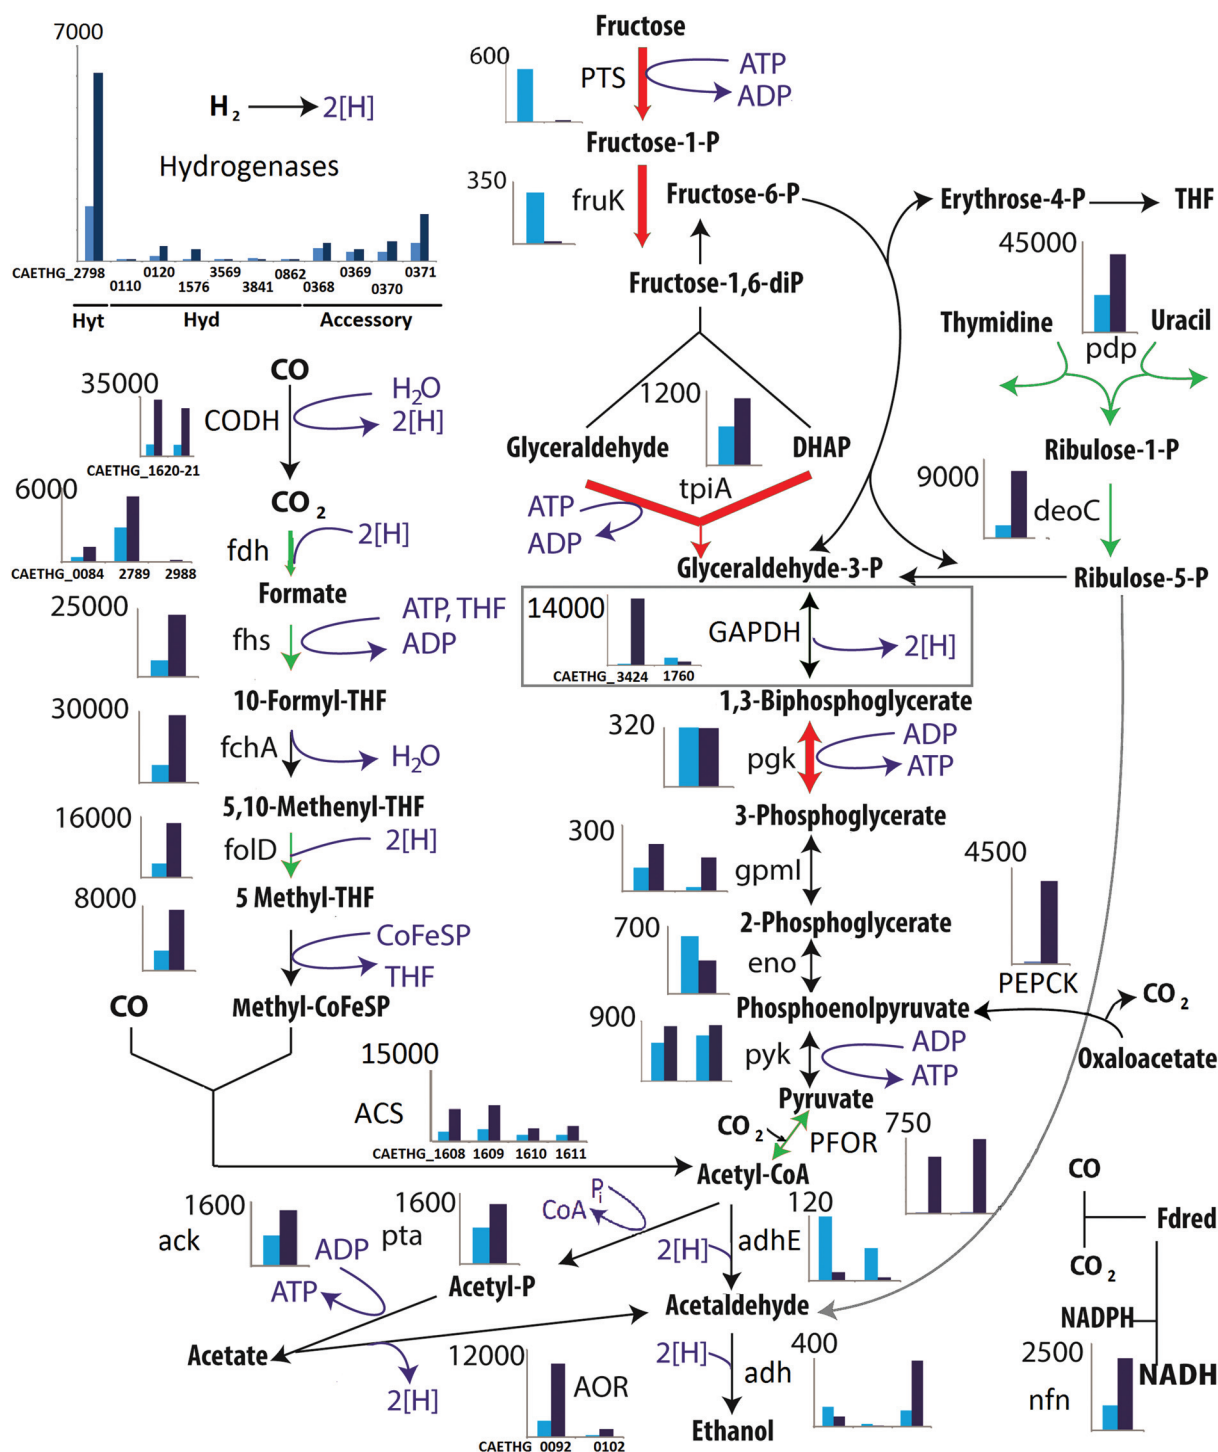 7000
H2 → 2[H]
Hydrogenases
CAETHG_2798
0110
0120
1576
3569
3841
0862
0368
0369
0370
0371
Hyt
Hyd
Accessory
CO
35000
CODH
H2O
2[H]
CAETHG_1620-21
6000
CO2
fdh
2[H]
CAETHG_0084 2789 2988
Formate
25000
fhs
ATP, THF
ADP
10-Formyl-THF
30000
fchA
H2O
5,10-Methenyl-THF
16000
folD
2[H]
5 Methyl-THF
8000
CoFeSP
THF
CO
Methyl-CoFeSP
15000
ACS
CAETHG_1608 1609 1610 1611
Fructose
600
PTS
ATP
ADP
Fructose-1-P
350
fruK
Fructose-6-P
Fructose-1,6-diP
1200
Glyceraldehyde
DHAP
tpiA
ATP
ADP
Glyceraldehyde-3-P
14000
GAPDH
2[H]
CAETHG_3424 1760
1,3-Biphosphoglycerate
320
pgk
ADP
ATP
3-Phosphoglycerate
300
gpmI
2-Phosphoglycerate
700
eno
Phosphoenolpyruvate
900
pyk
ADP
ATP
Pyruvate
CO2
PFOR
750
Acetyl-CoA
Erythrose-4-P
THF
45000
Thymidine
Uracil
pdp
Ribulose-1-P
9000
deoC
Ribulose-5-P
4500
PEPCK
CO2
Oxaloacetate
1600
ack
ADP
ATP
1600
pta
Pi
CoA
Acetyl-P
120
2[H]
adhE
Acetaldehyde
Acetate
2[H]
12000
AOR
CAETHG 0092 0102
2[H]
adh
400
Ethanol
CO
Fdred
CO2
NADPH
2500
NADH
nfn